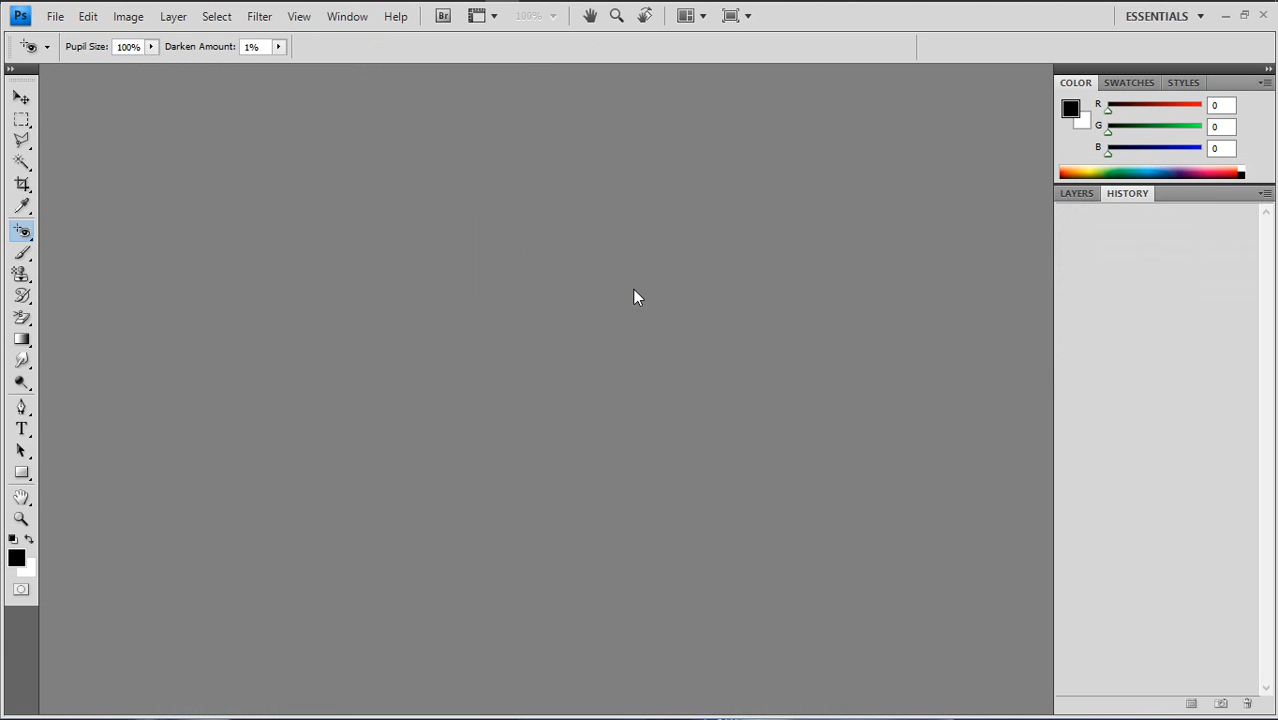 Ps File Edit Image Layer Select Filter View Window Help Br 100% ESSENTIALS
Pupil Size: 100% Darken Amount: 1%
COLOR SWATCHES STYLES
R 0
G 0
B 0
LAYERS HISTORY
T